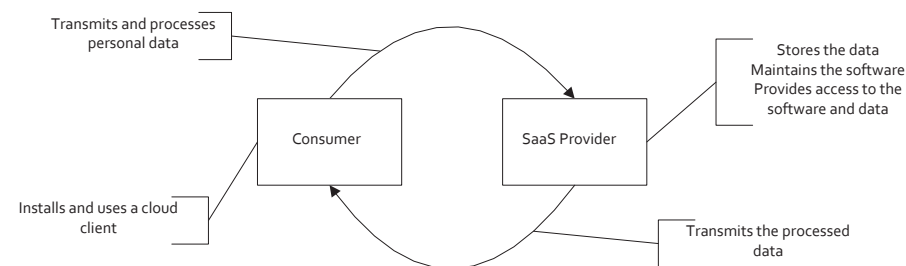 Transmits and processes
personal data
Stores the data
Maintains the software
Provides access to the
software and data
Consumer
SaaS Provider
Installs and uses a cloud
client
Transmits the processed
data